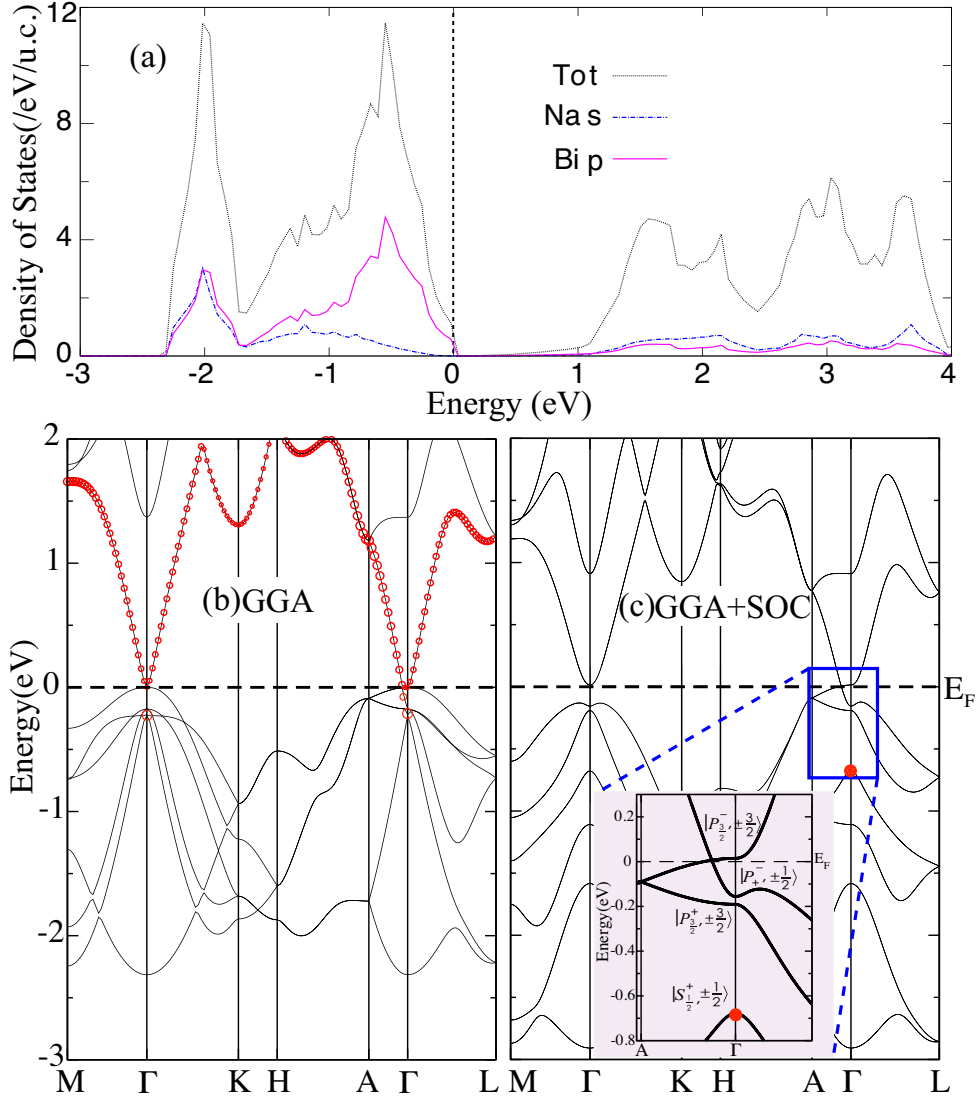 (a)
Density of States(/eV/u.c.)
12
8
4
0
Tot
Na s
Bi p
-3 -2 -1 0 1 2 3 4
Energy (eV)
Energy(eV)
2
1
0
-1
-2
-3
(b)GGA
M Γ K H A Γ L
(c)GGA+SOC
E_F
M Γ K H A Γ L
Energy(eV)
0.2
0
-0.2
-0.4
-0.6
-0.8
|P^-_{3/2}, ±3/2⟩
E_F
|P^-_+, ±1/2⟩
|P^+_{3/2}, ±3/2⟩
|S^+_{1/2}, ±1/2⟩
A Γ